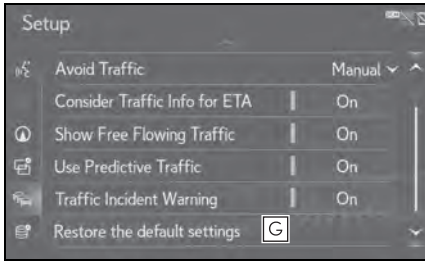 Setup
Avoid Traffic Manual
Consider Traffic Info for ETA On
Show Free Flowing Traffic On
Use Predictive Traffic On
Traffic Incident Warning On
Restore the default settings G